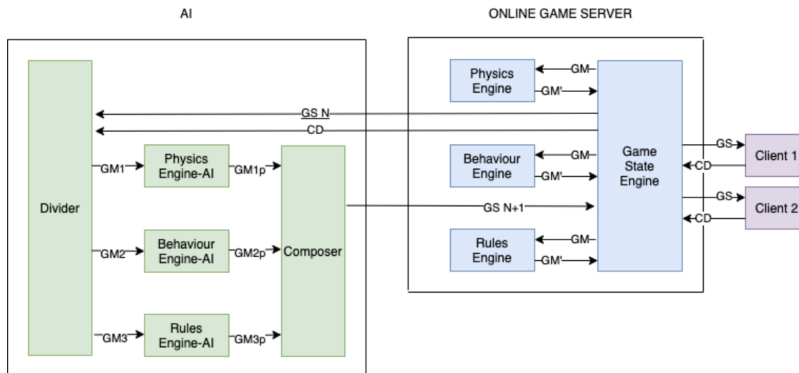 AI
ONLINE GAME SERVER
Divider
GS N
CD
GM1
Physics
Engine-AI
GM1p
GM2
Behaviour
Engine-AI
GM2p
GM3
Rules
Engine-AI
GM3p
Composer
GS N+1
Physics
Engine
GM
GM'
Behaviour
Engine
GM
GM'
Rules
Engine
GM
GM'
Game
State
Engine
GS
CD
Client 1
GS
CD
Client 2